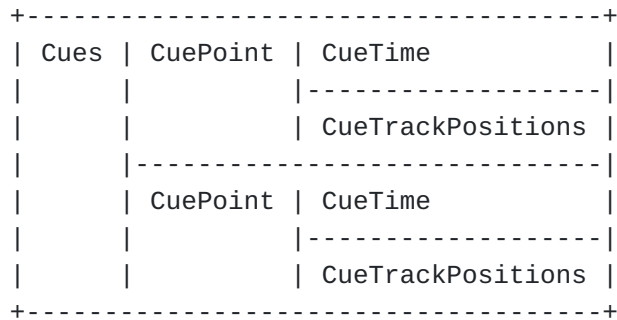 +-------------------------------------+
| Cues | CuePoint | CueTime           |
|      |          |-------------------|
|      |          | CueTrackPositions |
|      |------------------------------|
|      | CuePoint | CueTime           |
|      |          |-------------------|
|      |          | CueTrackPositions |
+-------------------------------------+